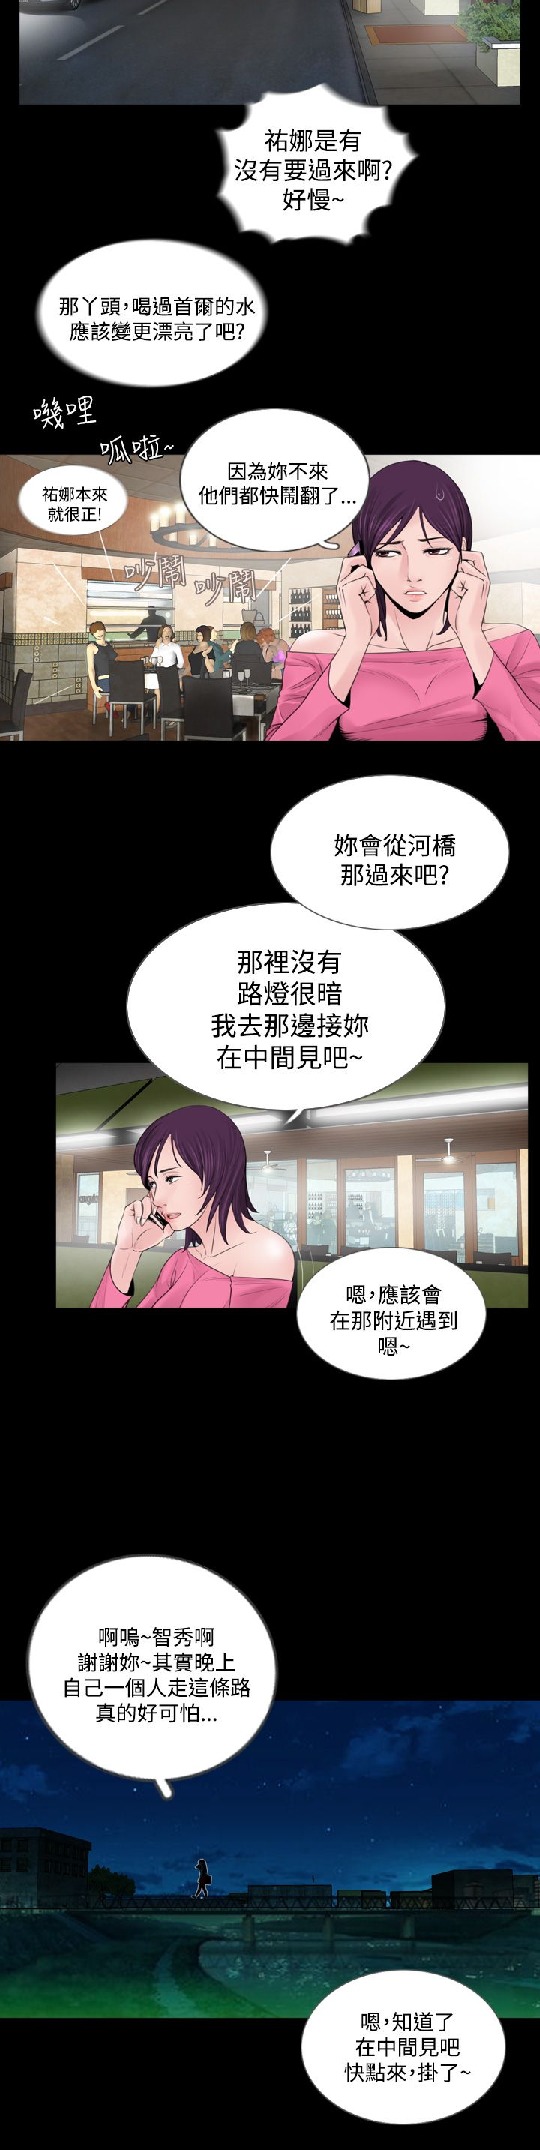 祐娜是有
沒有要過來啊?
好慢~
那丫頭，喝過首爾的水
應該變更漂亮了吧?
嘰哩
呱啦~
因為妳不來
他們都快鬧翻了...
祐娜本來
就很正!
吵鬧
吵鬧
妳會從河橋
那過來吧?
那裡沒有
路燈很暗
我去那邊接妳
在中間見吧~
嗯，應該會
在那附近遇到
嗯~
啊嗚~智秀啊
謝謝妳~其實晚上
自己一個人走這條路
真的好可怕...
嗯，知道了
在中間見吧
快點來，掛了~